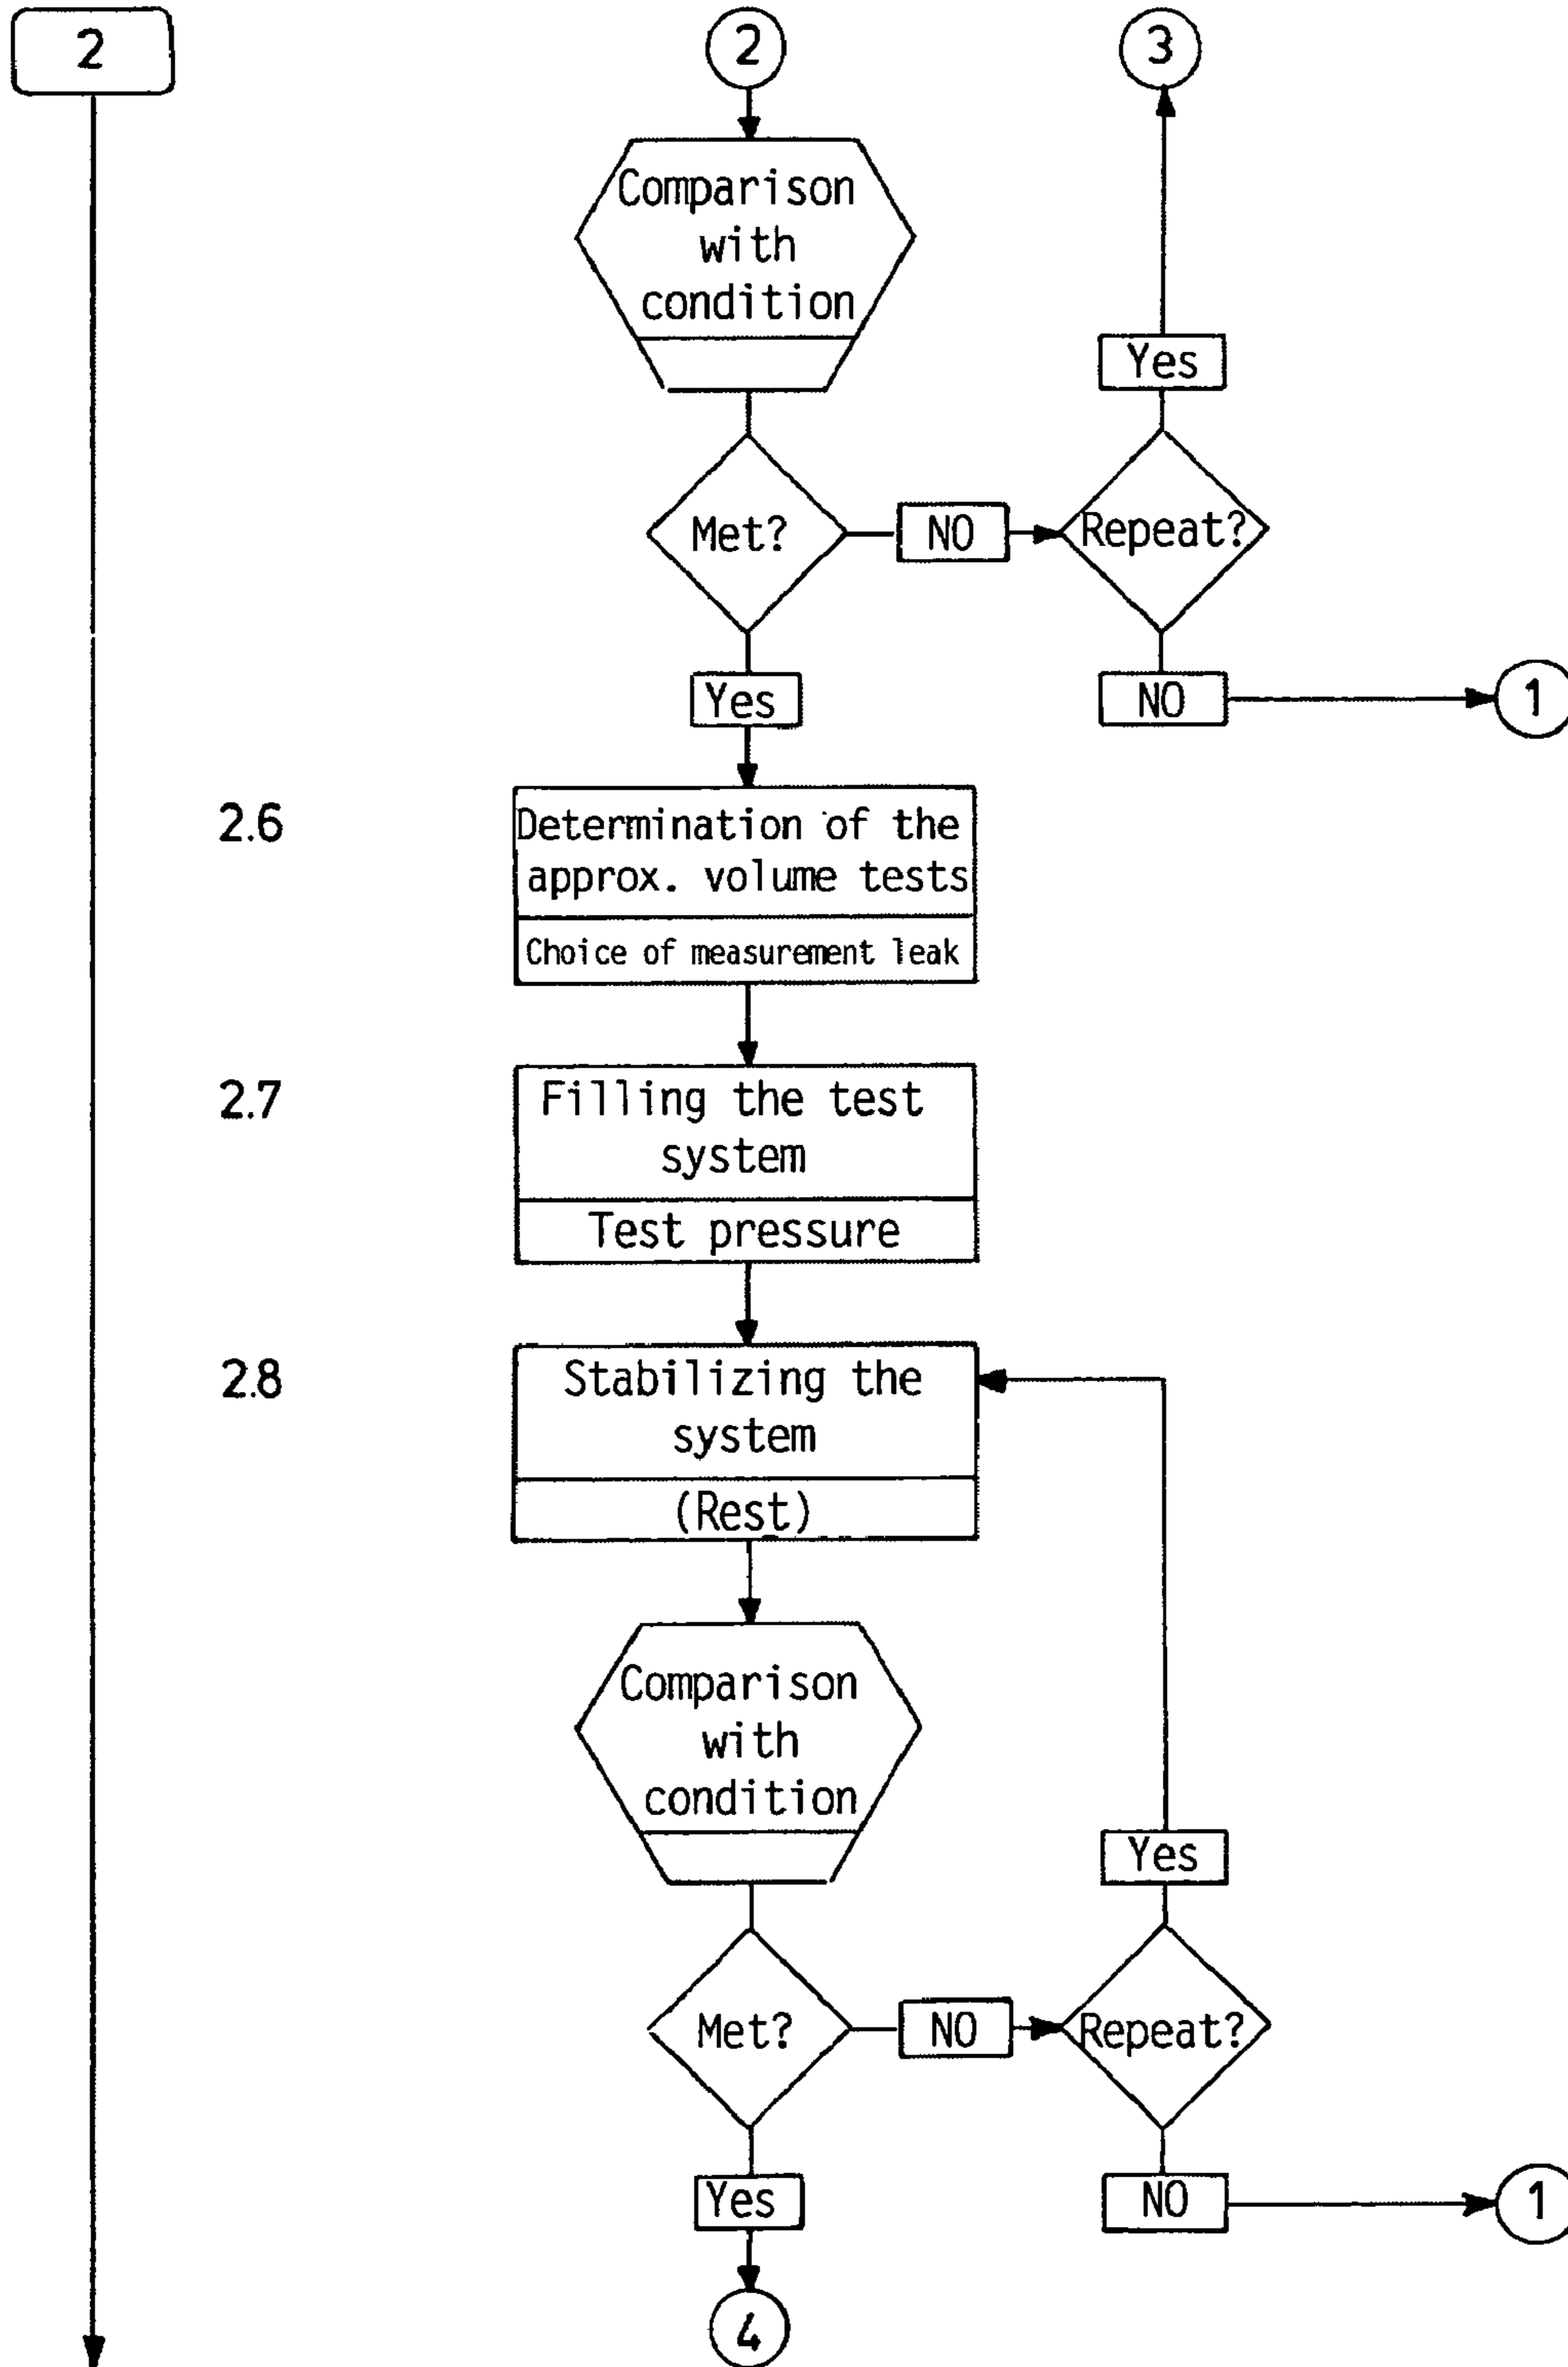 2
2
3
Comparison
with
condition
Yes
Met?
NO
Repeat?
Yes
NO
1
2.6
Determination of the
approx. volume tests
Choice of measurement leak
2.7
Filling the test
system
Test pressure
2.8
Stabilizing the
system
(Rest)
Comparison
with
condition
Yes
Met?
NO
Repeat?
Yes
NO
1
4